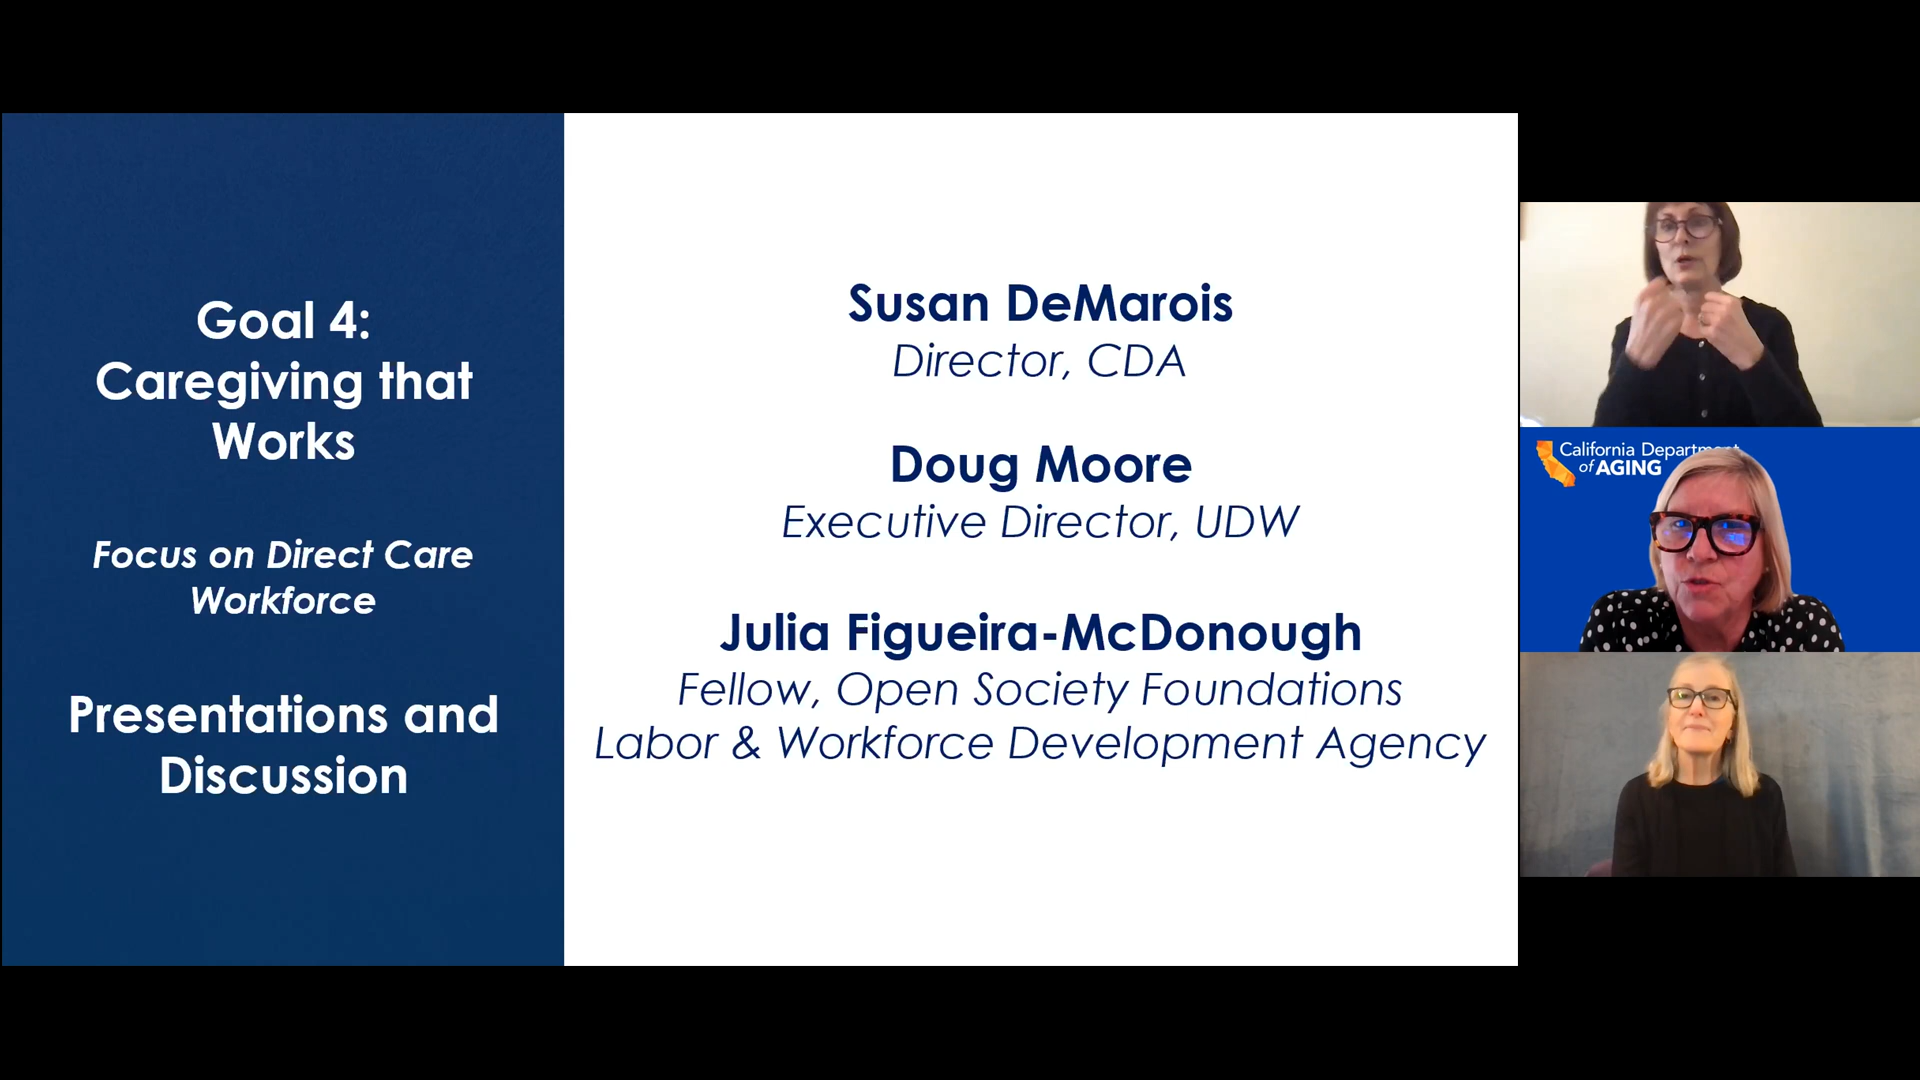 Goal 4:
Caregiving that
Works
Focus on Direct Care
Workforce
Presentations and
Discussion
Susan DeMarois
Director, CDA
Doug Moore
Executive Director, UDW
Julia Figueira-McDonough
Fellow, Open Society Foundations
Labor & Workforce Development Agency
California Department
of AGING